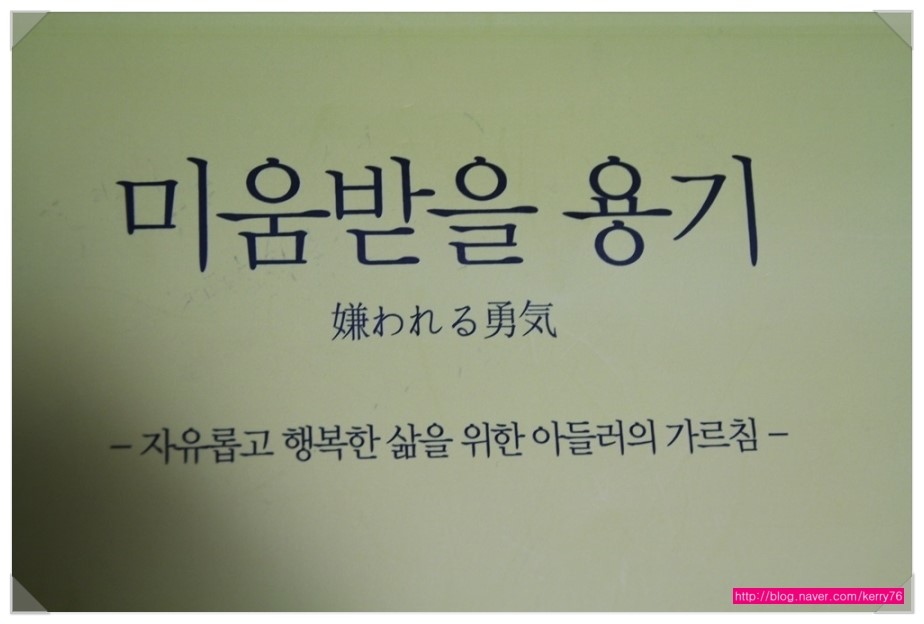 미움받을 용기
嫌われる勇気
– 자유롭고 행복한 삶을 위한 아들러의 가르침 –
http://blog.naver.com/kerry76